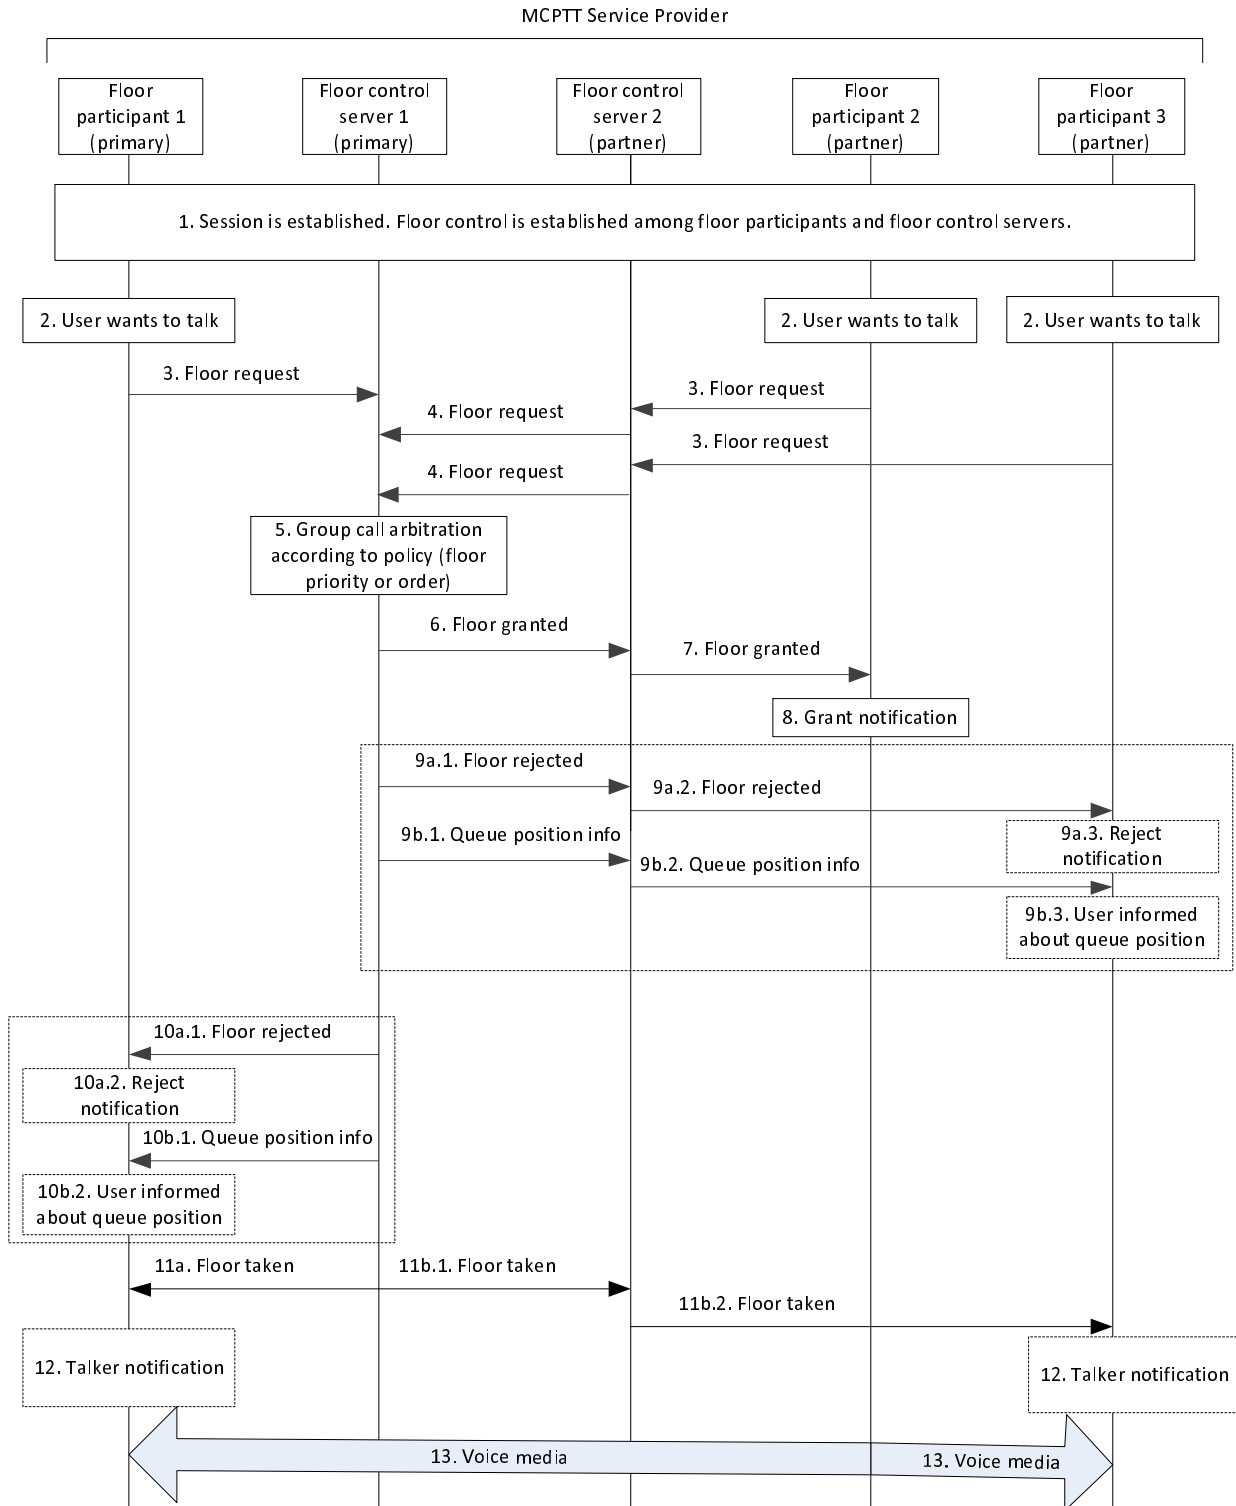 MCPTT Service Provider
Floor
participant 1
(primary)
Floor control
server 1
(primary)
Floor control
server 2
(partner)
Floor
participant 2
(partner)
Floor
participant 3
(partner)
1. Session is established. Floor control is established among floor participants and floor control servers.
2. User wants to talk
2. User wants to talk
2. User wants to talk
3. Floor request
3. Floor request
4. Floor request
3. Floor request
4. Floor request
5. Group call arbitration
according to policy (floor
priority or order)
6. Floor granted
7. Floor granted
8. Grant notification
9a.1. Floor rejected
9a.2. Floor rejected
9a.3. Reject
notification
9b.1. Queue position info
9b.2. Queue position info
9b.3. User informed
about queue position
10a.1. Floor rejected
10a.2. Reject
notification
10b.1. Queue position info
10b.2. User informed
about queue position
11a. Floor taken
11b.1. Floor taken
11b.2. Floor taken
12. Talker notification
12. Talker notification
13. Voice media
13. Voice media